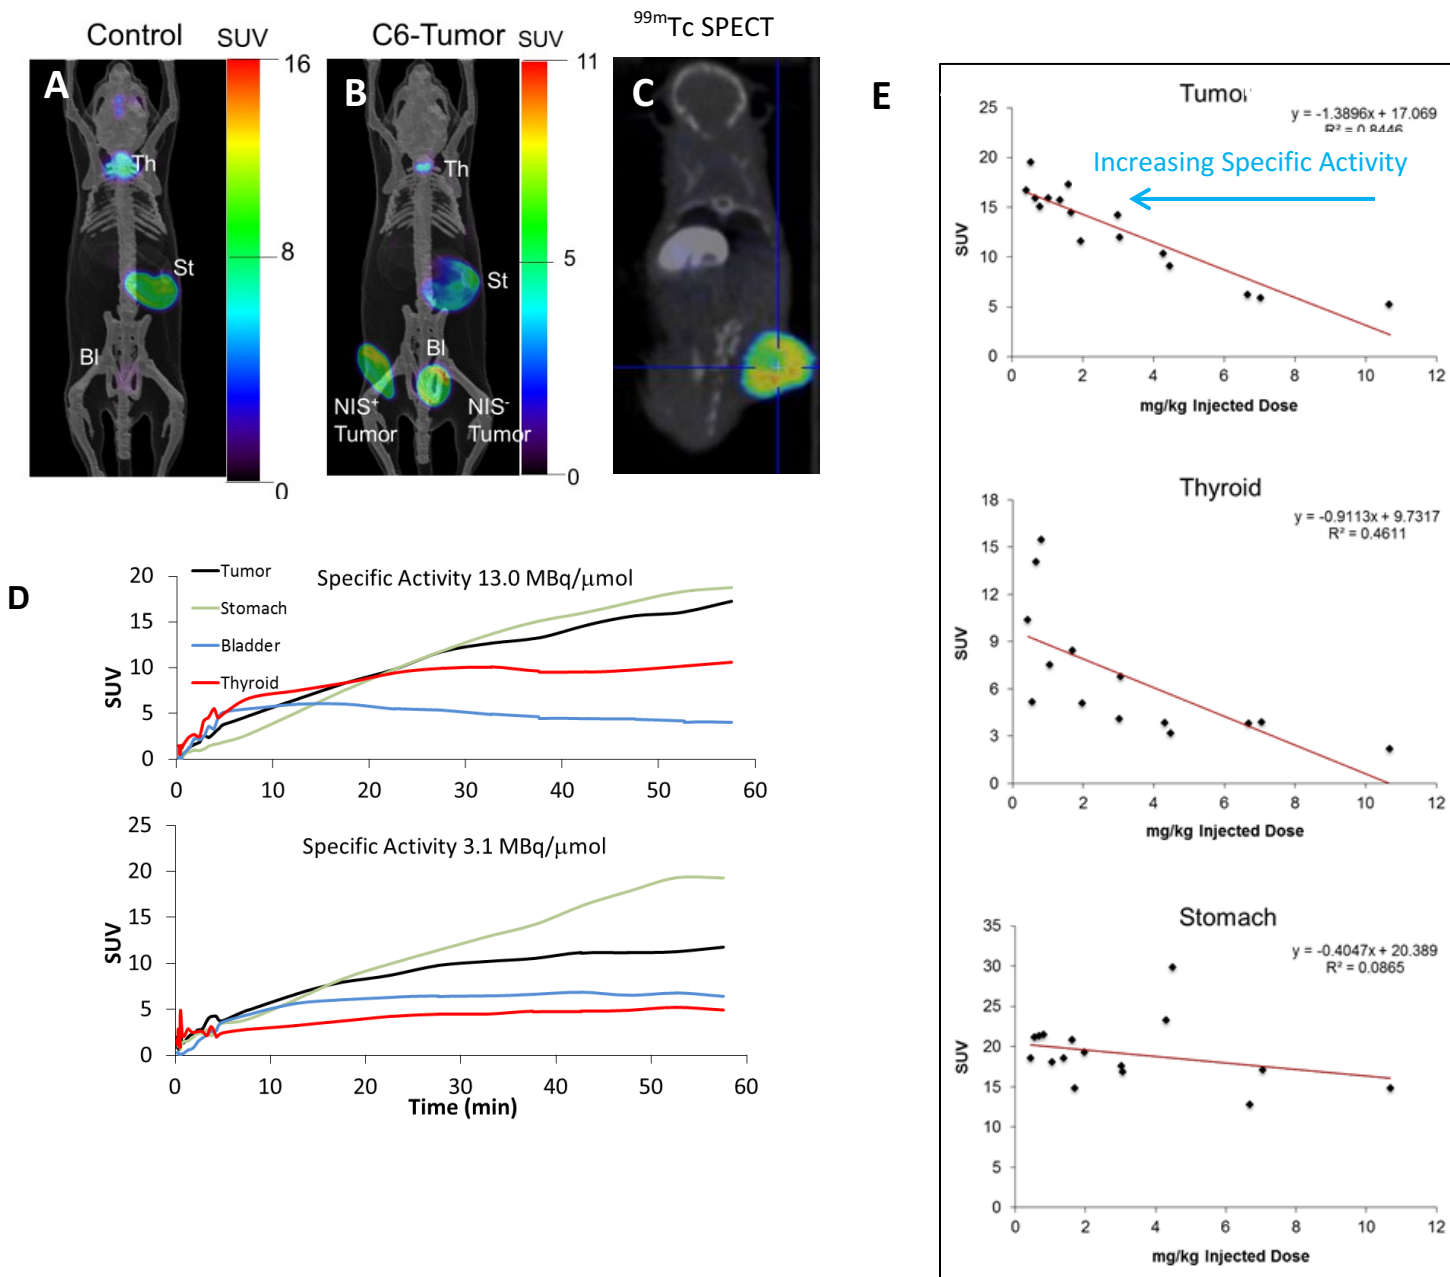 Control
SUV
C6-Tumor
SUV
99mTc SPECT
A
16
8
0
Th
St
Bl
B
11
5
0
Th
St
Bl
NIS+
Tumor
NIS-
Tumor
C
D
Tumor
Stomach
Bladder
Thyroid
Specific Activity 13.0 MBq/μmol
SUV
20
15
10
5
0
0 10 20 30 40 50 60
Specific Activity 3.1 MBq/μmol
SUV
25
20
15
10
5
0
0 10 20 30 40 50 60
Time (min)
E
Tumor
y = -1.3896x + 17.069
R² = 0.8446
Increasing Specific Activity
SUV
25
20
15
10
5
0
0 2 4 6 8 10 12
mg/kg Injected Dose
Thyroid
y = -0.9113x + 9.7317
R² = 0.4611
SUV
18
15
12
9
6
3
0
0 2 4 6 8 10 12
mg/kg Injected Dose
Stomach
y = -0.4047x + 20.389
R² = 0.0865
SUV
35
30
25
20
15
10
5
0
0 2 4 6 8 10 12
mg/kg Injected Dose